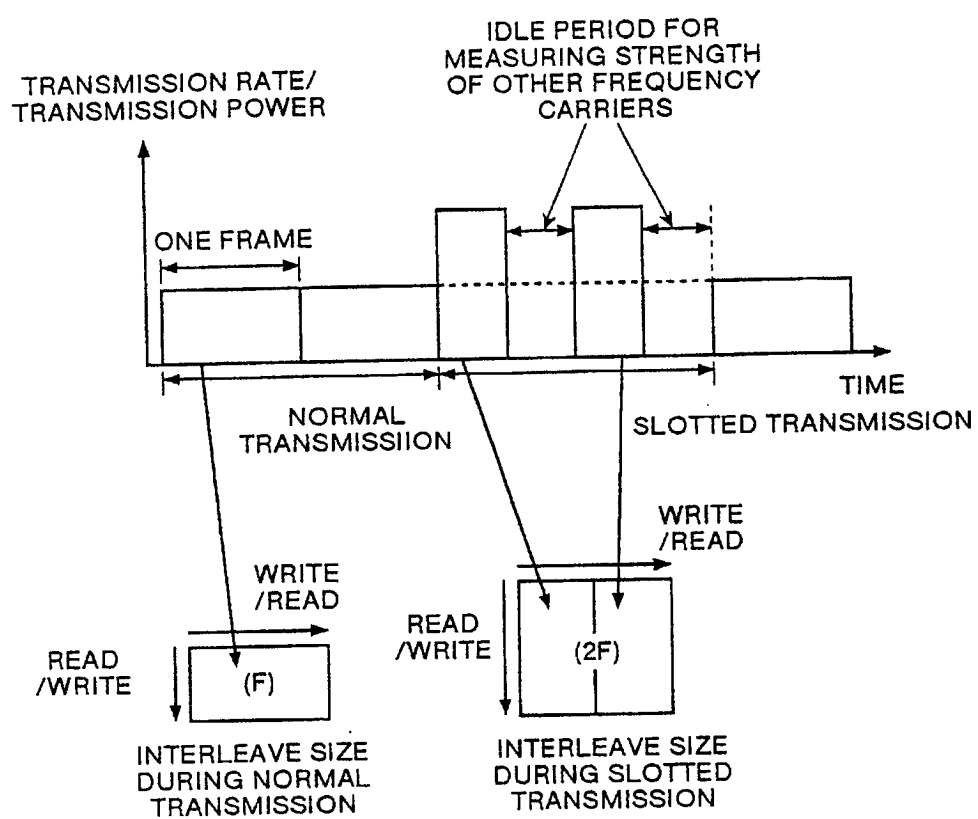 IDLE PERIOD FOR
MEASURING STRENGTH
OF OTHER FREQUENCY
CARRIERS
TRANSMISSION RATE/
TRANSMISSION POWER
ONE FRAME
TIME
NORMAL
TRANSMISSIION
SLOTTED TRANSMISSION
WRITE
/READ
READ
/WRITE
(F)
INTERLEAVE SIZE
DURING NORMAL
TRANSMISSION
WRITE
/READ
READ
/WRITE
(2F)
INTERLEAVE SIZE
DURING SLOTTED
TRANSMISSION